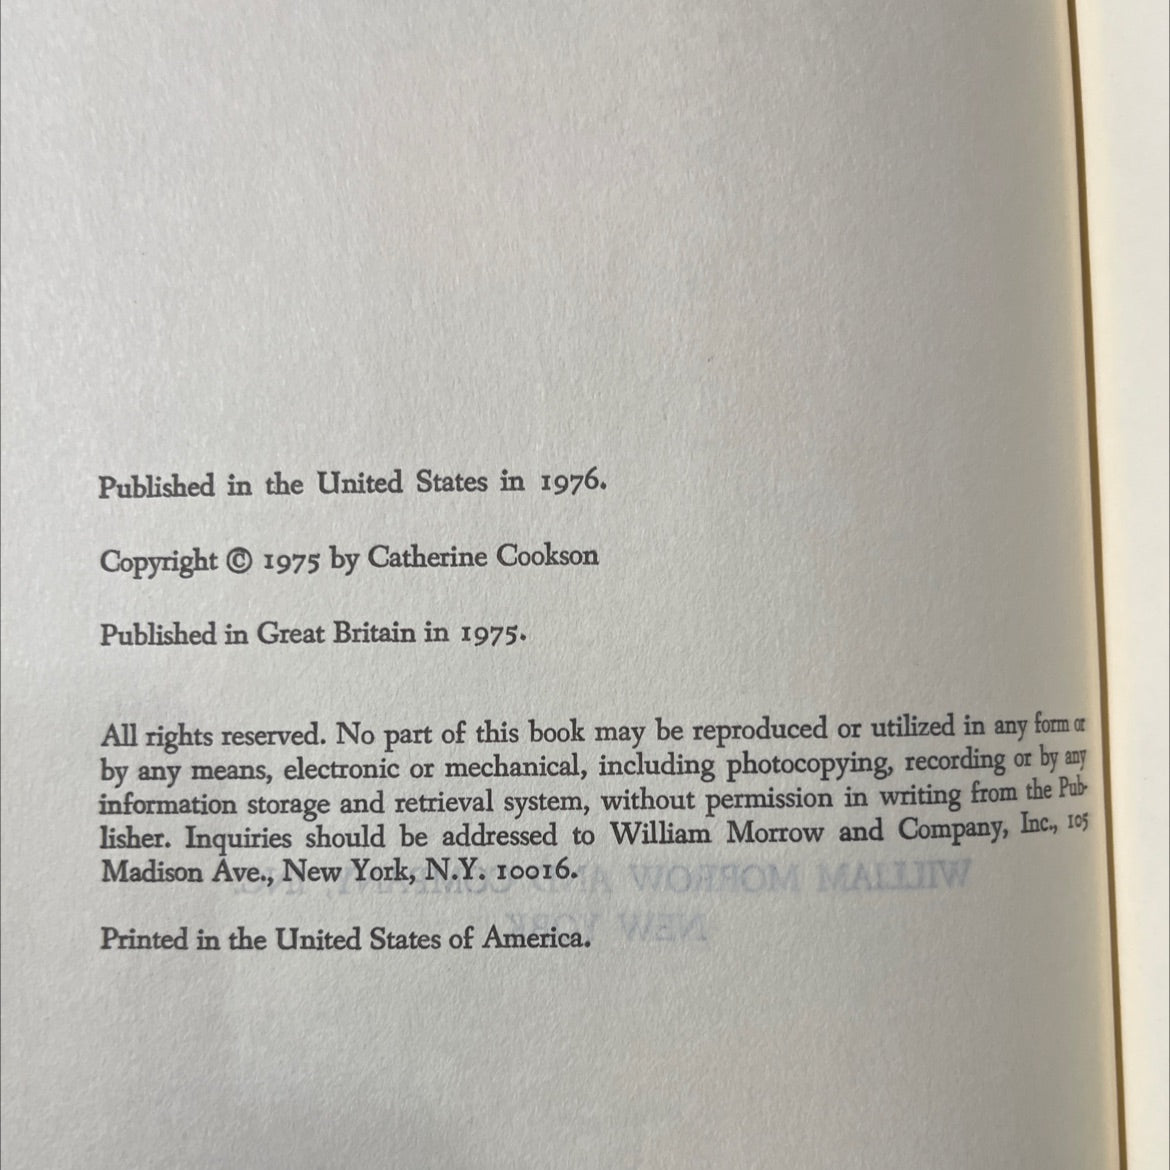 Published in the United States in 1976.
Copyright © 1975 by Catherine Cookson
Published in Great Britain in 1975.
All rights reserved. No part of this book may be reproduced or utilized in any form or
by any means, electronic or mechanical, including photocopying, recording or by any
information storage and retrieval system, without permission in writing from the Pub-
lisher. Inquiries should be addressed to William Morrow and Company, Inc., 105
Madison Ave., New York, N.Y. 10016.
Printed in the United States of America.